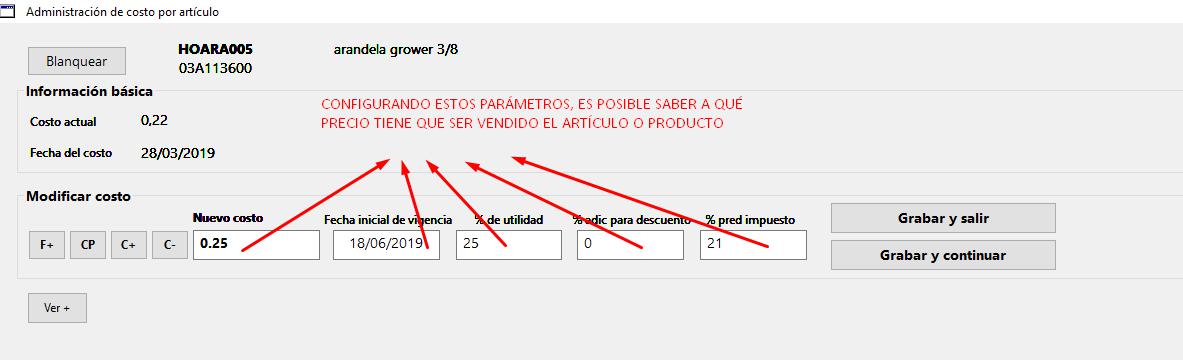 Administración de costo por artículo
Blanquear
HOARA005
arandela grower 3/8
03A113600
Información básica
CONFIGURANDO ESTOS PARÁMETROS, ES POSIBLE SABER A QUÉ
PRECIO TIENE QUE SER VENDIDO EL ARTÍCULO O PRODUCTO
Costo actual
0,22
Fecha del costo
28/03/2019
Modificar costo
Nuevo costo
Fecha inicial de vigencia
% de utilidad
% adic para descuento
% pred impuesto
F+
CP
C+
C-
0.25
18/06/2019
25
0
21
Grabar y salir
Grabar y continuar
Ver +